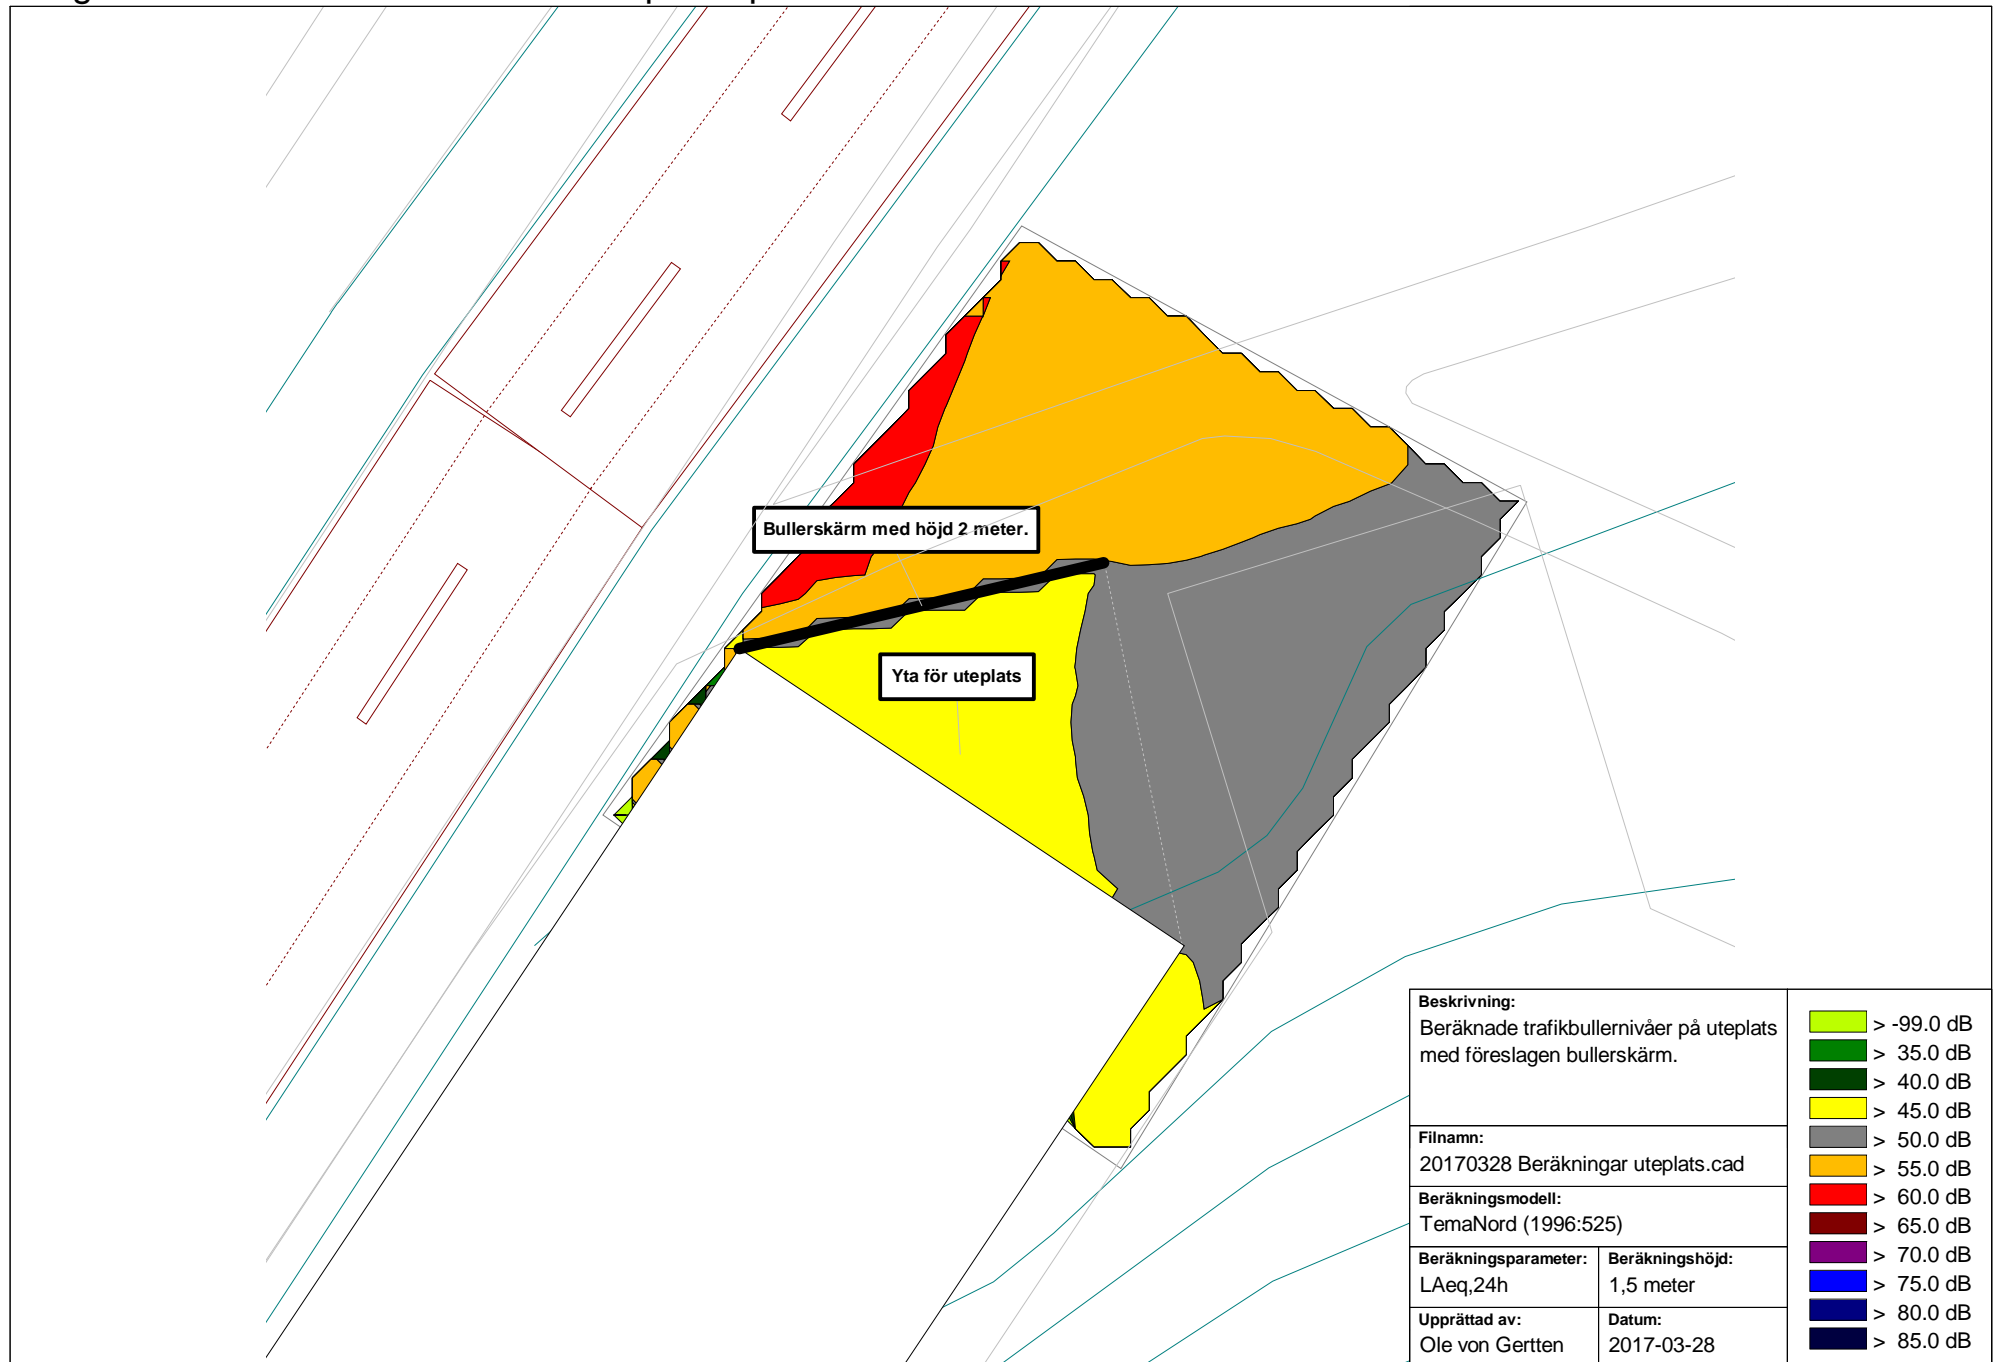 Bullerskärm med höjd 2 meter.
Yta för uteplats
Beskrivning:
Beräknade trafikbullernivåer på uteplats
med föreslagen bullerskärm.
Filnamn:
20170328 Beräkningar uteplats.cad
Beräkningsmodell:
TemaNord (1996:525)
Beräkningsparameter:
LAeq,24h
Beräkningshöjd:
1,5 meter
Upprättad av:
Ole von Gertten
Datum:
2017-03-28
> -99.0 dB
> 35.0 dB
> 40.0 dB
> 45.0 dB
> 50.0 dB
> 55.0 dB
> 60.0 dB
> 65.0 dB
> 70.0 dB
> 75.0 dB
> 80.0 dB
> 85.0 dB